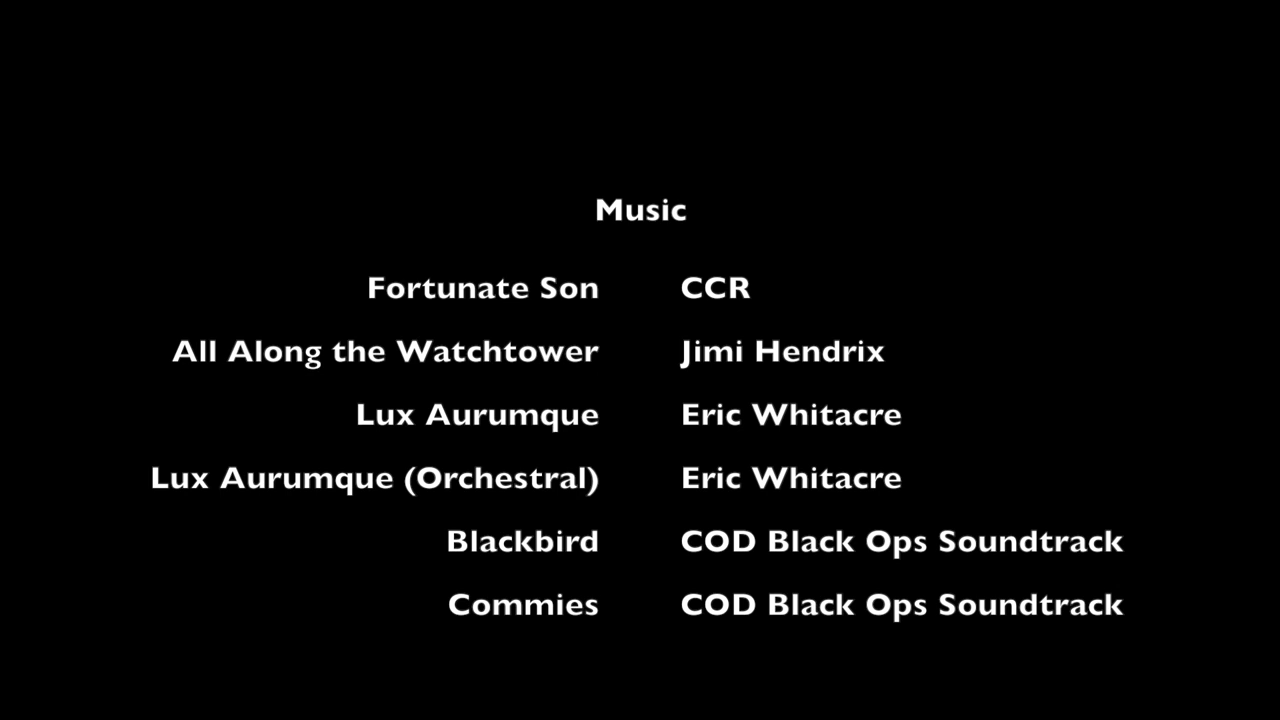 Music
Fortunate Son CCR
All Along the Watchtower Jimi Hendrix
Lux Aurumque Eric Whitacre
Lux Aurumque (Orchestral) Eric Whitacre
Blackbird COD Black Ops Soundtrack
Commies COD Black Ops Soundtrack